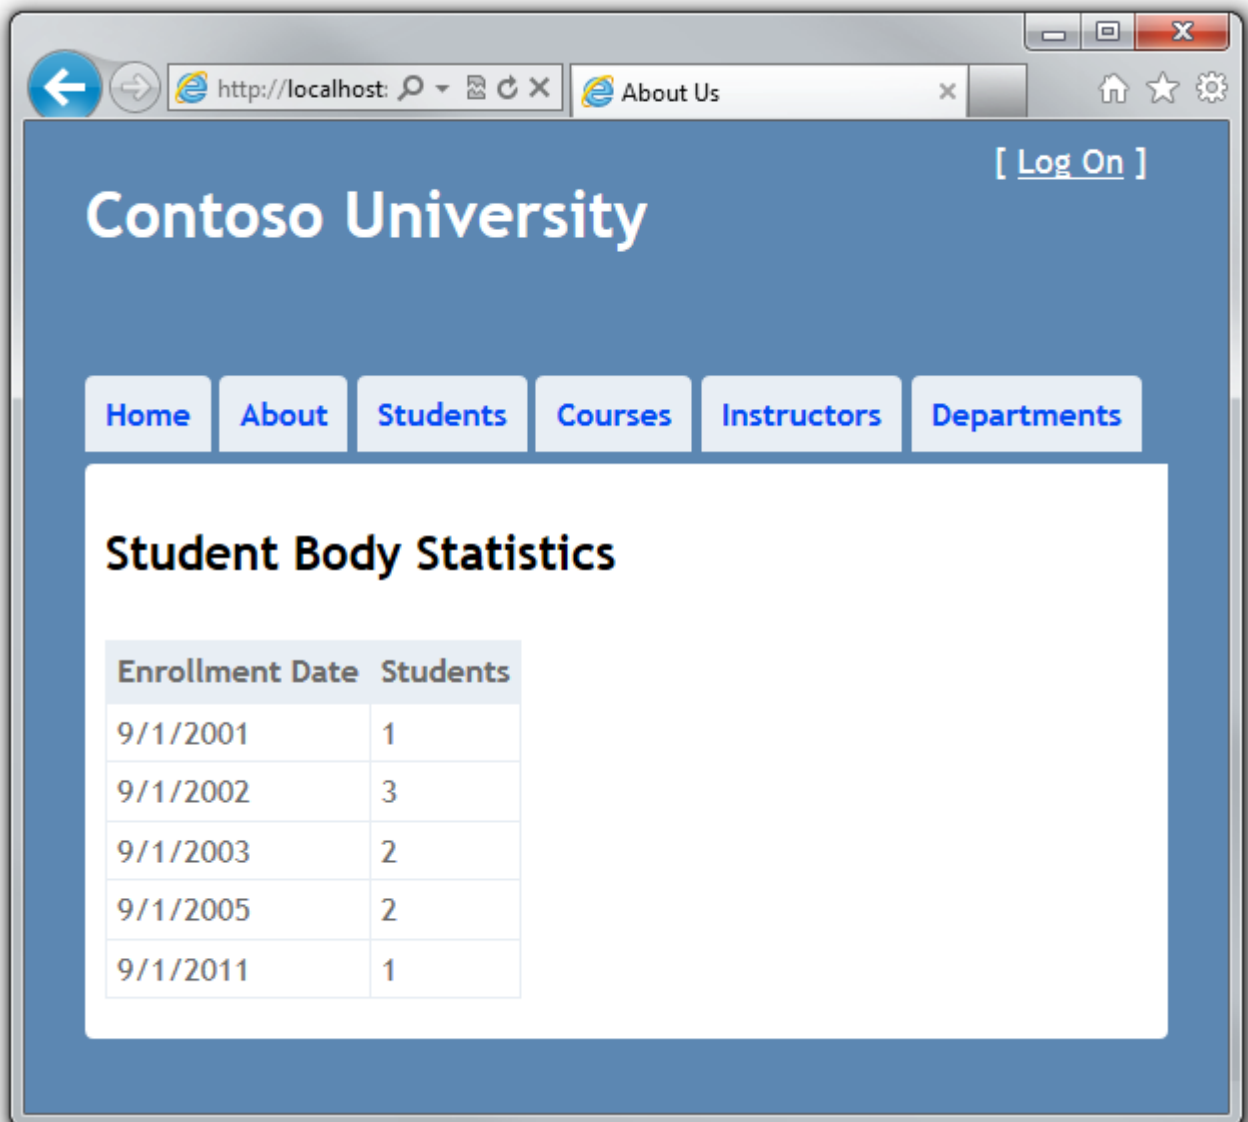 http://localhost: About Us
[ Log On ]
Contoso University
Home About Students Courses Instructors Departments
Student Body Statistics
Enrollment Date Students
9/1/2001 1
9/1/2002 3
9/1/2003 2
9/1/2005 2
9/1/2011 1